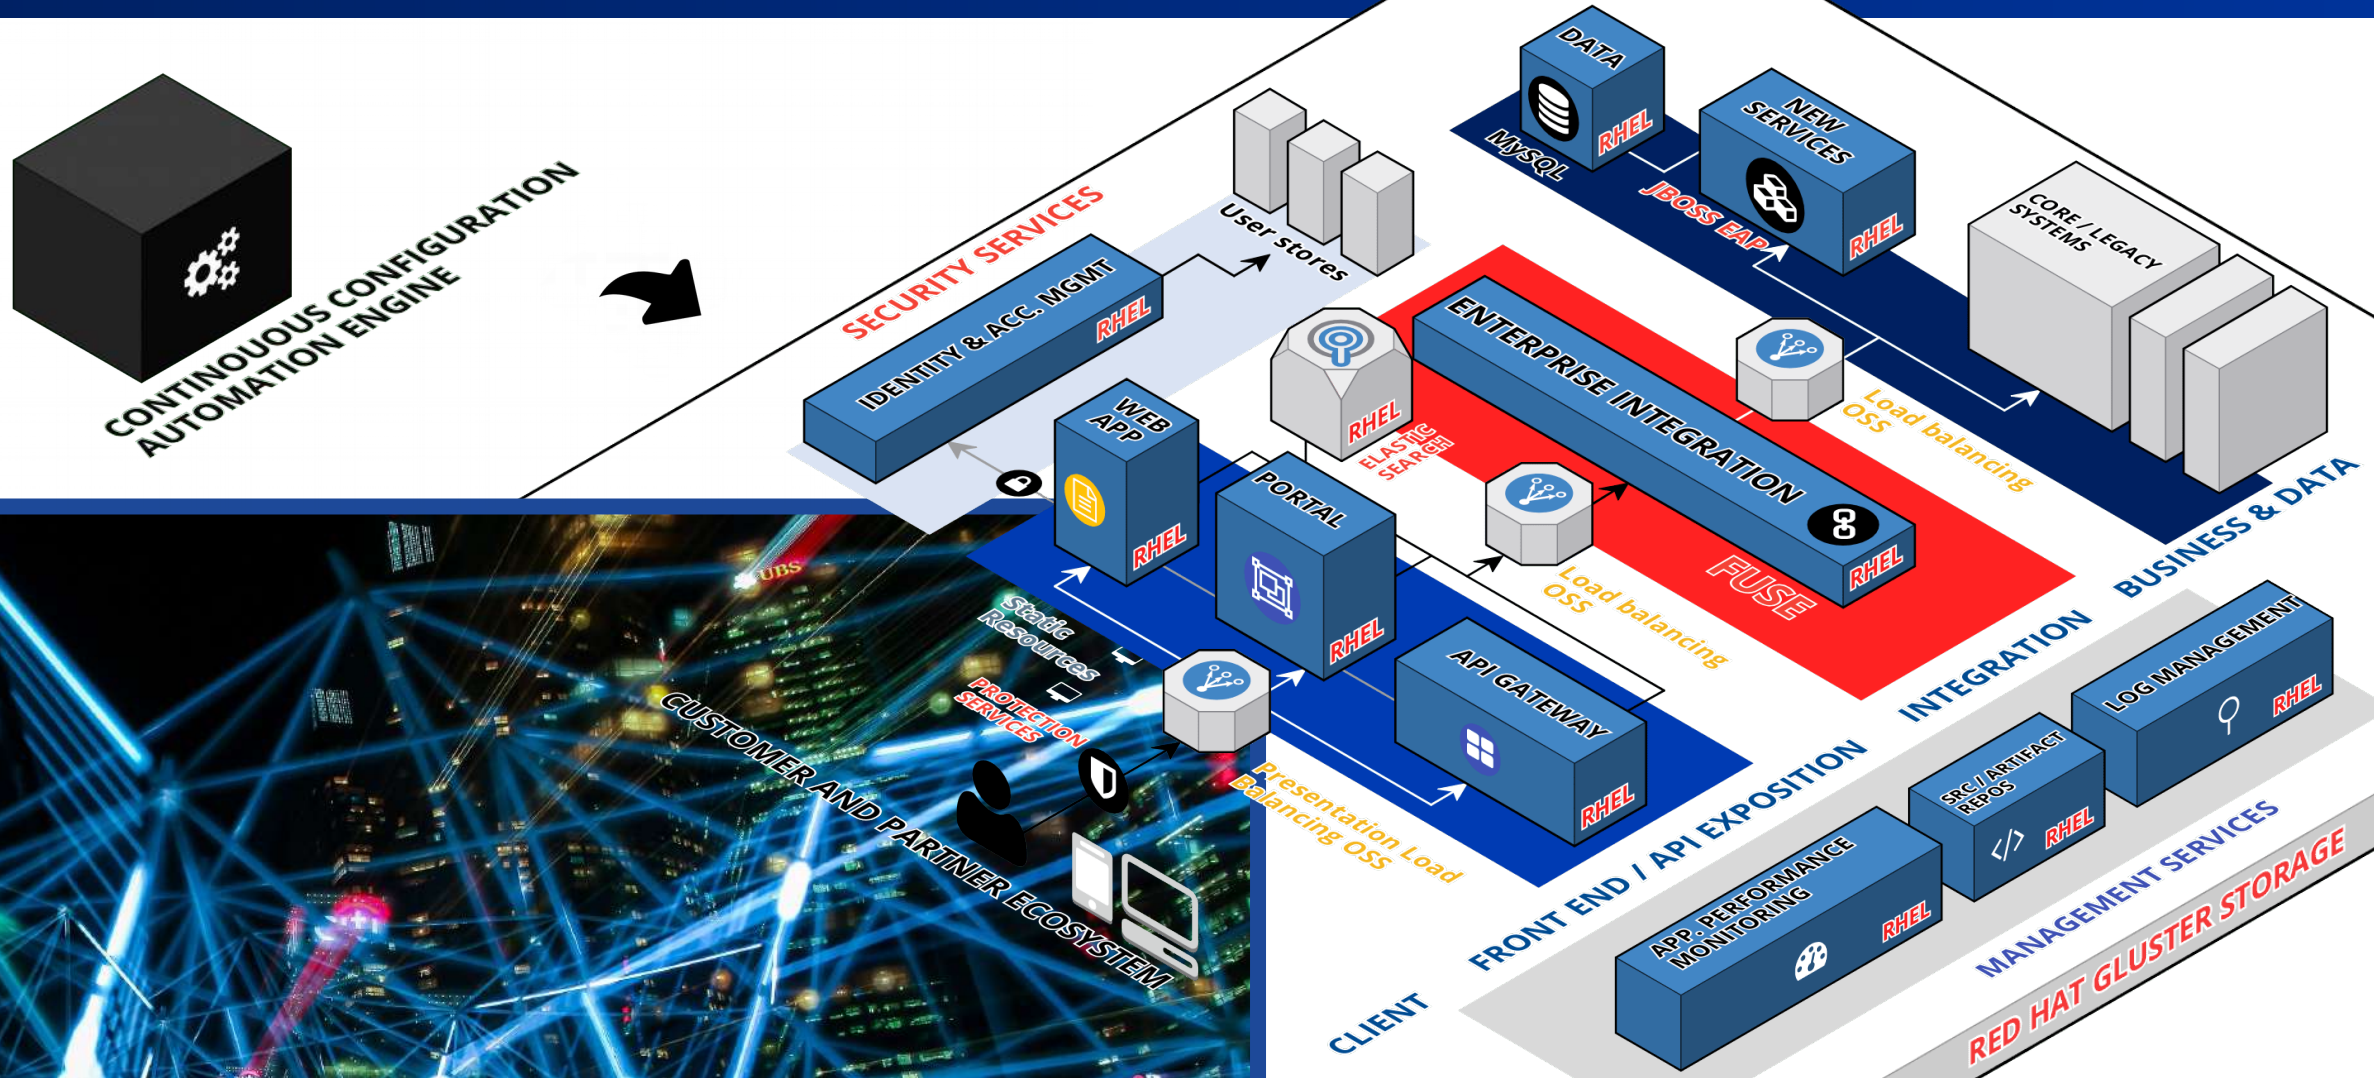 CONTINOUOUS CONFIGURATION
AUTOMATION ENGINE
SECURITY SERVICES
User stores
IDENTITY & ACC. MGMT
RHEL
DATA
RHEL
MySQL
NEW
SERVICES
RHEL
JBOSS EAP
CORE / LEGACY
SYSTEMS
Load balancing
OSS
BUSINESS & DATA
RHEL
ELASTIC
SEARCH
ENTERPRISE INTEGRATION
RHEL
FUSE
Load balancing
OSS
INTEGRATION
WEB
APP
RHEL
PORTAL
RHEL
API GATEWAY
RHEL
Presentation Load
Balancing OSS
FRONT END / API EXPOSITION
UBS
Static
Resources
PROTECTION
SERVICES
CUSTOMER AND PARTNER ECOSYSTEM
CLIENT
LOG MANAGEMENT
RHEL
SRC / ARTIFACT
REPOS
RHEL
APP. PERFORMANCE
MONITORING
RHEL
MANAGEMENT SERVICES
RED HAT GLUSTER STORAGE